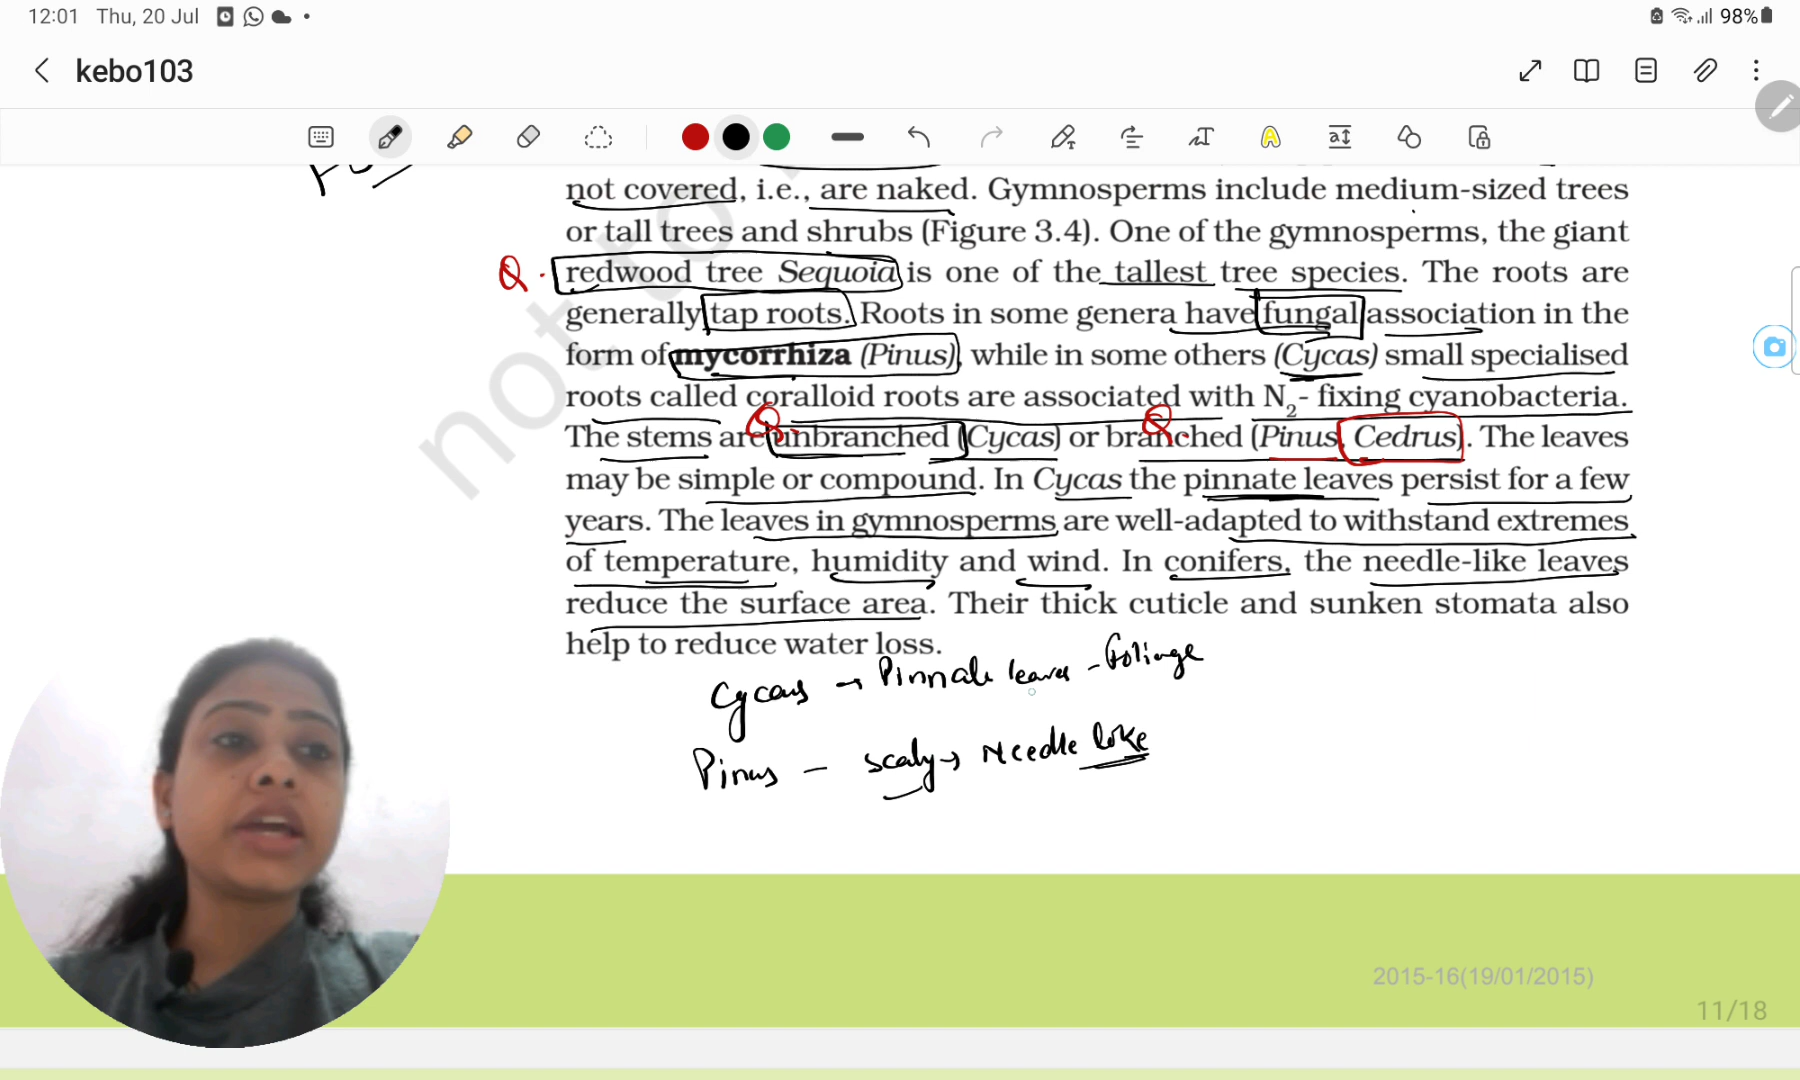 12:01 Thu, 20 Jul 98%
kebo103
not covered, i.e., are naked. Gymnosperms include medium-sized trees
or tall trees and shrubs (Figure 3.4). One of the gymnosperms, the giant
Q. redwood tree Sequoia is one of the tallest tree species. The roots are
generally tap roots. Roots in some genera have fungal association in the
form of mycorrhiza (Pinus), while in some others (Cycas) small specialised
roots called coralloid roots are associated with N2- fixing cyanobacteria.
Q. Q.
The stems are unbranched (Cycas) or branched (Pinus, Cedrus). The leaves
may be simple or compound. In Cycas the pinnate leaves persist for a few
years. The leaves in gymnosperms are well-adapted to withstand extremes
of temperature, humidity and wind. In conifers, the needle-like leaves
reduce the surface area. Their thick cuticle and sunken stomata also
help to reduce water loss.
Cycas → Pinnate leaves - Foliage
Pinus - scaly → Needle like
not to
2015-16(19/01/2015)
11/18